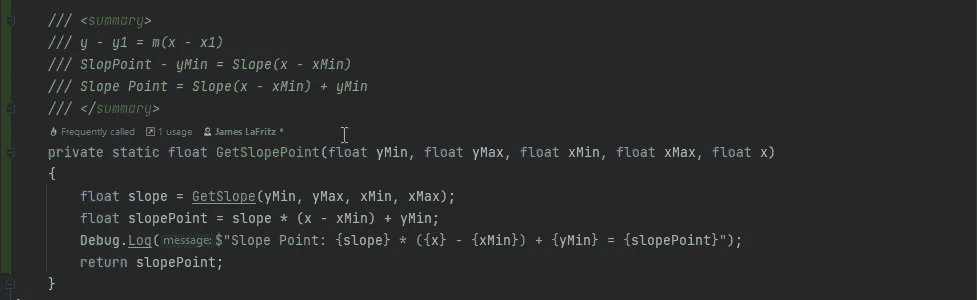 /// <summary>
/// y - y1 = m(x - x1)
/// SlopPoint - yMin = Slope(x - xMin)
/// Slope Point = Slope(x - xMin) + yMin
/// </summary>
Frequently called 1 usage James LaFritz *
private static float GetSlopePoint(float yMin, float yMax, float xMin, float xMax, float x)
{
float slope = GetSlope(yMin, yMax, xMin, xMax);
float slopePoint = slope * (x - xMin) + yMin;
Debug.Log( message: $"Slope Point: {slope} * ({x} - {xMin}) + {yMin} = {slopePoint}");
return slopePoint;
}